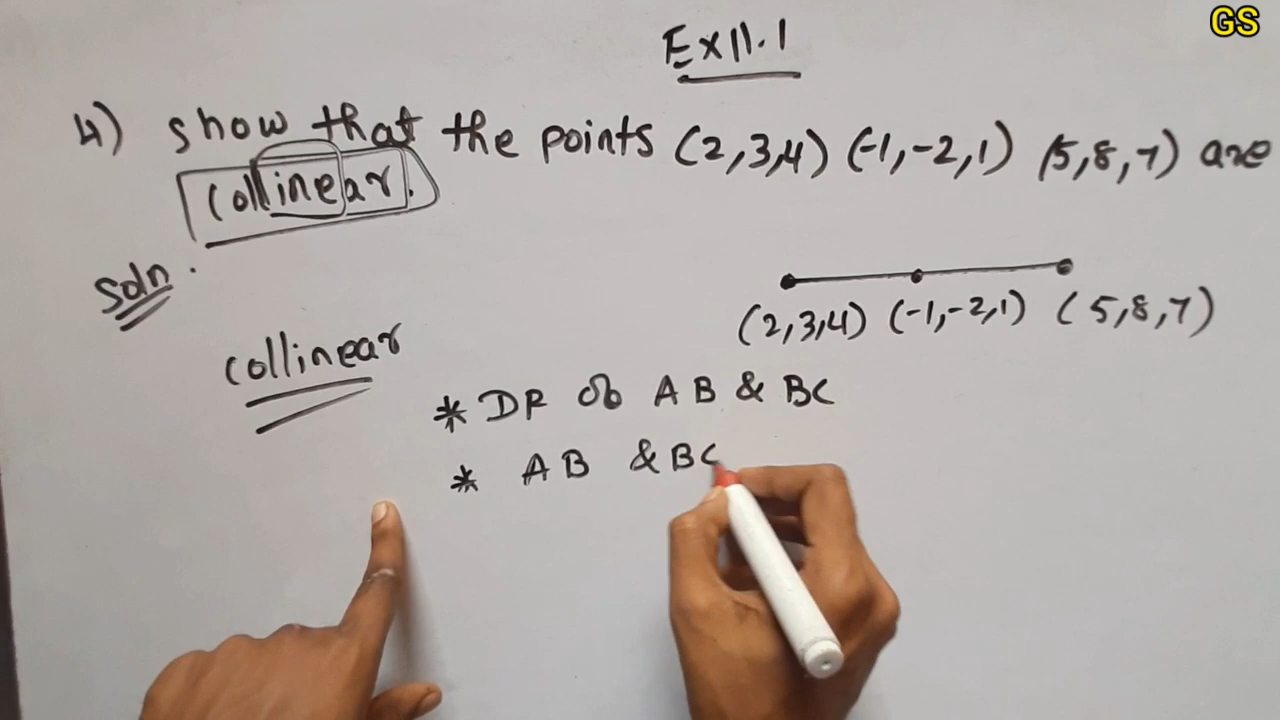 GS
Ex 11.1
4) show that the points (2,3,4) (-1,-2,1) (5,8,7) are
collinear.
Soln.
(2,3,4) (-1,-2,1) (5,8,7)
collinear
* DR of AB & BC
* AB & BC